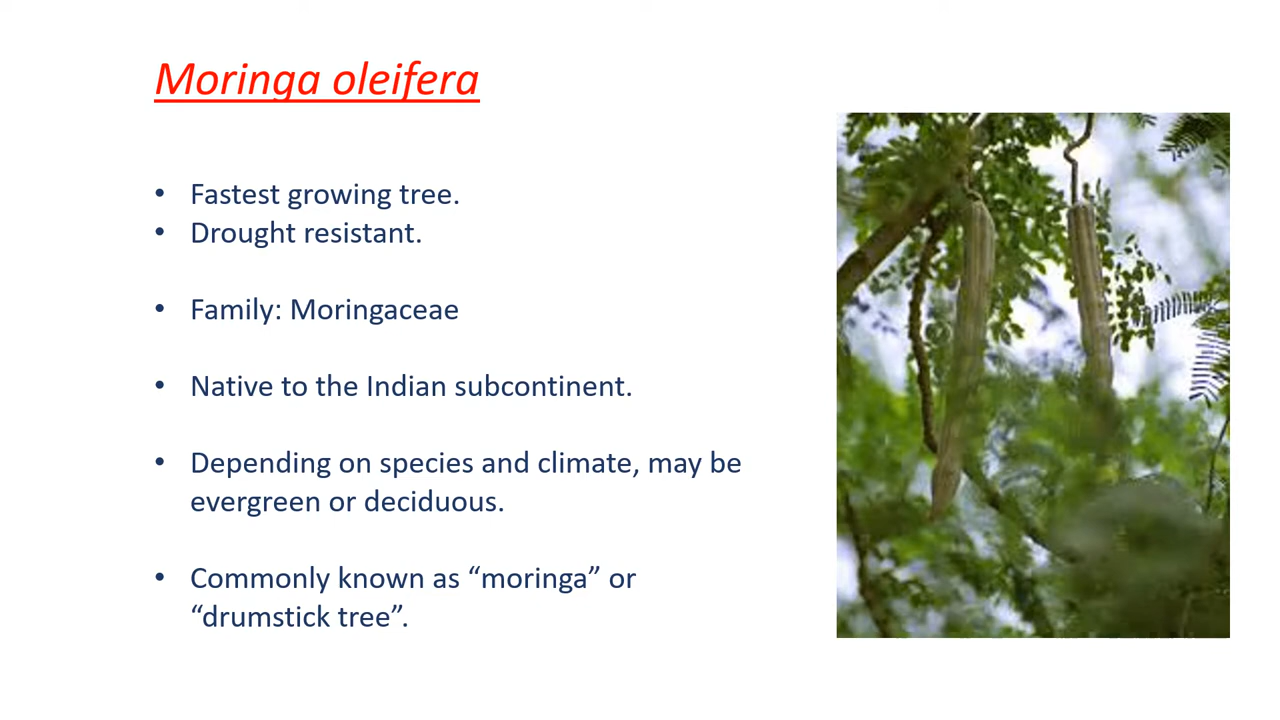 Moringa oleifera
• Fastest growing tree.
• Drought resistant.
• Family: Moringaceae
• Native to the Indian subcontinent.
• Depending on species and climate, may be
evergreen or deciduous.
• Commonly known as “moringa” or
“drumstick tree”.